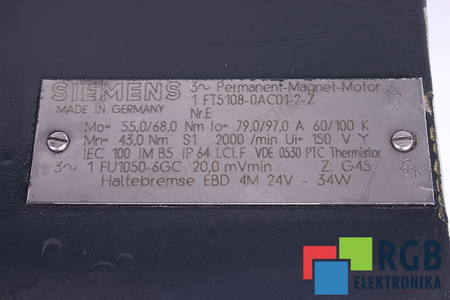 SIEMENS 3~ Permanent-Magnet-Motor
MADE IN GERMANY 1 FT5108-0AC01-2-Z
Nr.E
Mo= 55,0/68,0 Nm Io= 79,0/97,0 A 60/100 K
Mn= 43,0 Nm S1 2000 /min Ui= 150 V Y
IEC 100 IM B5 IP 64 I.CL.F VDE 0530 PTC Thermistor
3~ 1 FU1050-6GC 20,0 mVmin Z: G45
Haltebremse EBD 4M 24V - 34W
RGB
ELEKTRONIKA